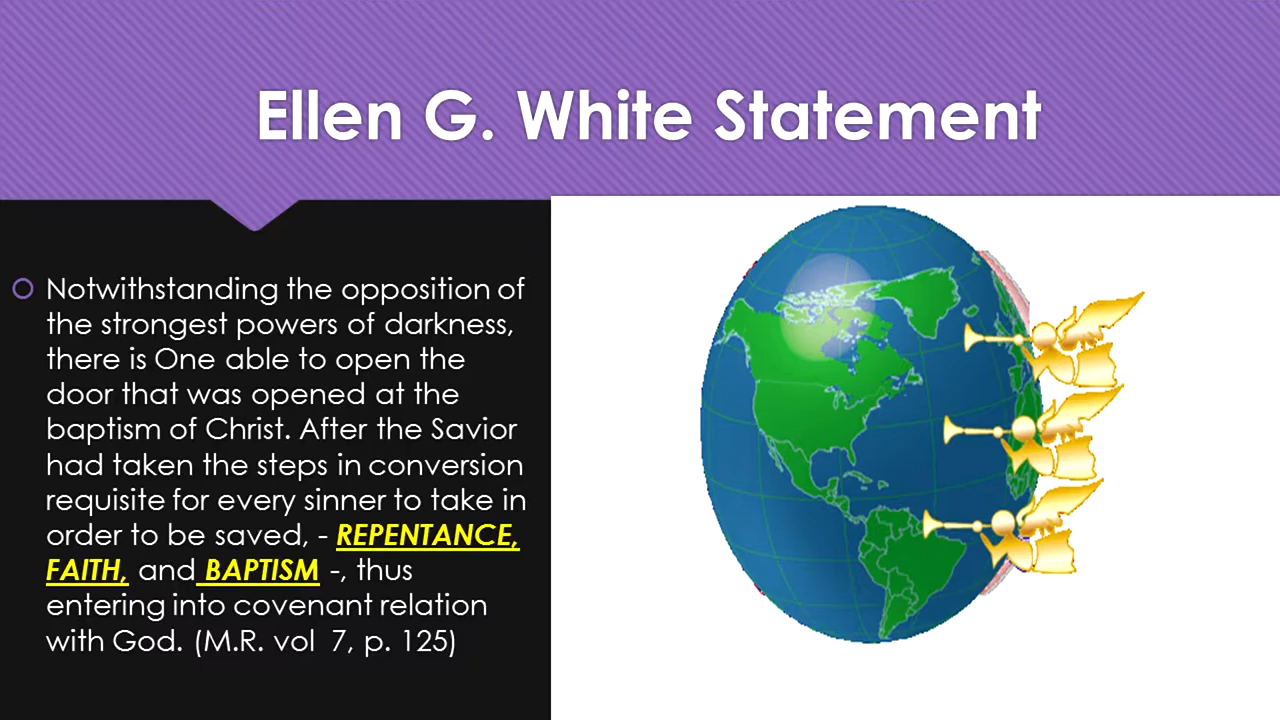 Ellen G. White Statement
Notwithstanding the opposition of
the strongest powers of darkness,
there is One able to open the
door that was opened at the
baptism of Christ. After the Savior
had taken the steps in conversion
requisite for every sinner to take in
order to be saved, - REPENTANCE,
FAITH, and BAPTISM -, thus
entering into covenant relation
with God. (M.R. vol  7, p. 125)